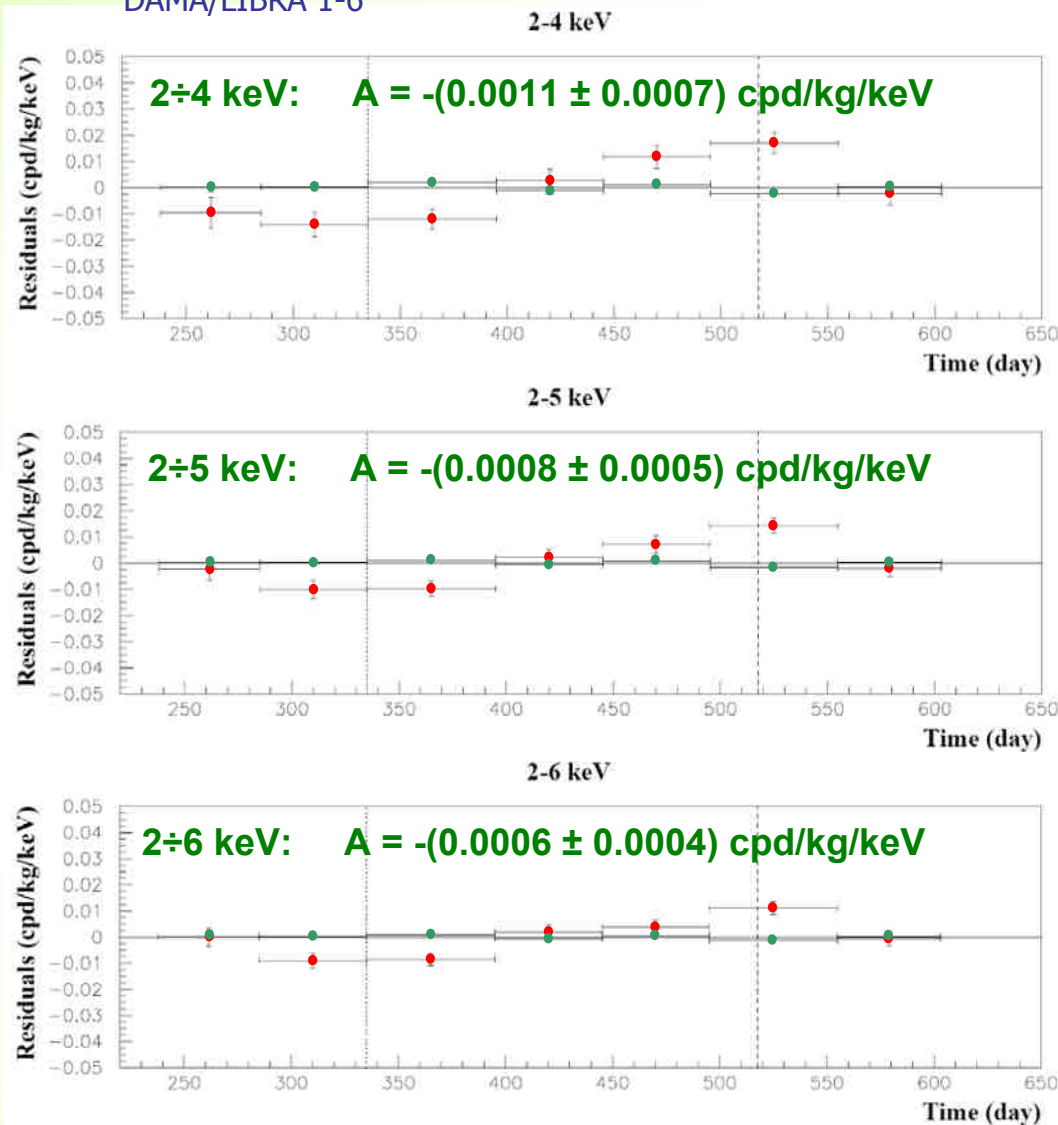 DAMA/LIBRA 1-6
2-4 keV
Residuals (cpd/kg/keV)
0.05
0.04
0.03
0.02
0.01
0
−0.01
−0.02
−0.03
−0.04
−0.05
2÷4 keV: A = -(0.0011 ± 0.0007) cpd/kg/keV
250 300 350 400 450 500 550 600 650
Time (day)
2-5 keV
Residuals (cpd/kg/keV)
0.05
0.04
0.03
0.02
0.01
0
−0.01
−0.02
−0.03
−0.04
−0.05
2÷5 keV: A = -(0.0008 ± 0.0005) cpd/kg/keV
250 300 350 400 450 500 550 600 650
Time (day)
2-6 keV
Residuals (cpd/kg/keV)
0.05
0.04
0.03
0.02
0.01
0
−0.01
−0.02
−0.03
−0.04
−0.05
2÷6 keV: A = -(0.0006 ± 0.0004) cpd/kg/keV
250 300 350 400 450 500 550 600 650
Time (day)